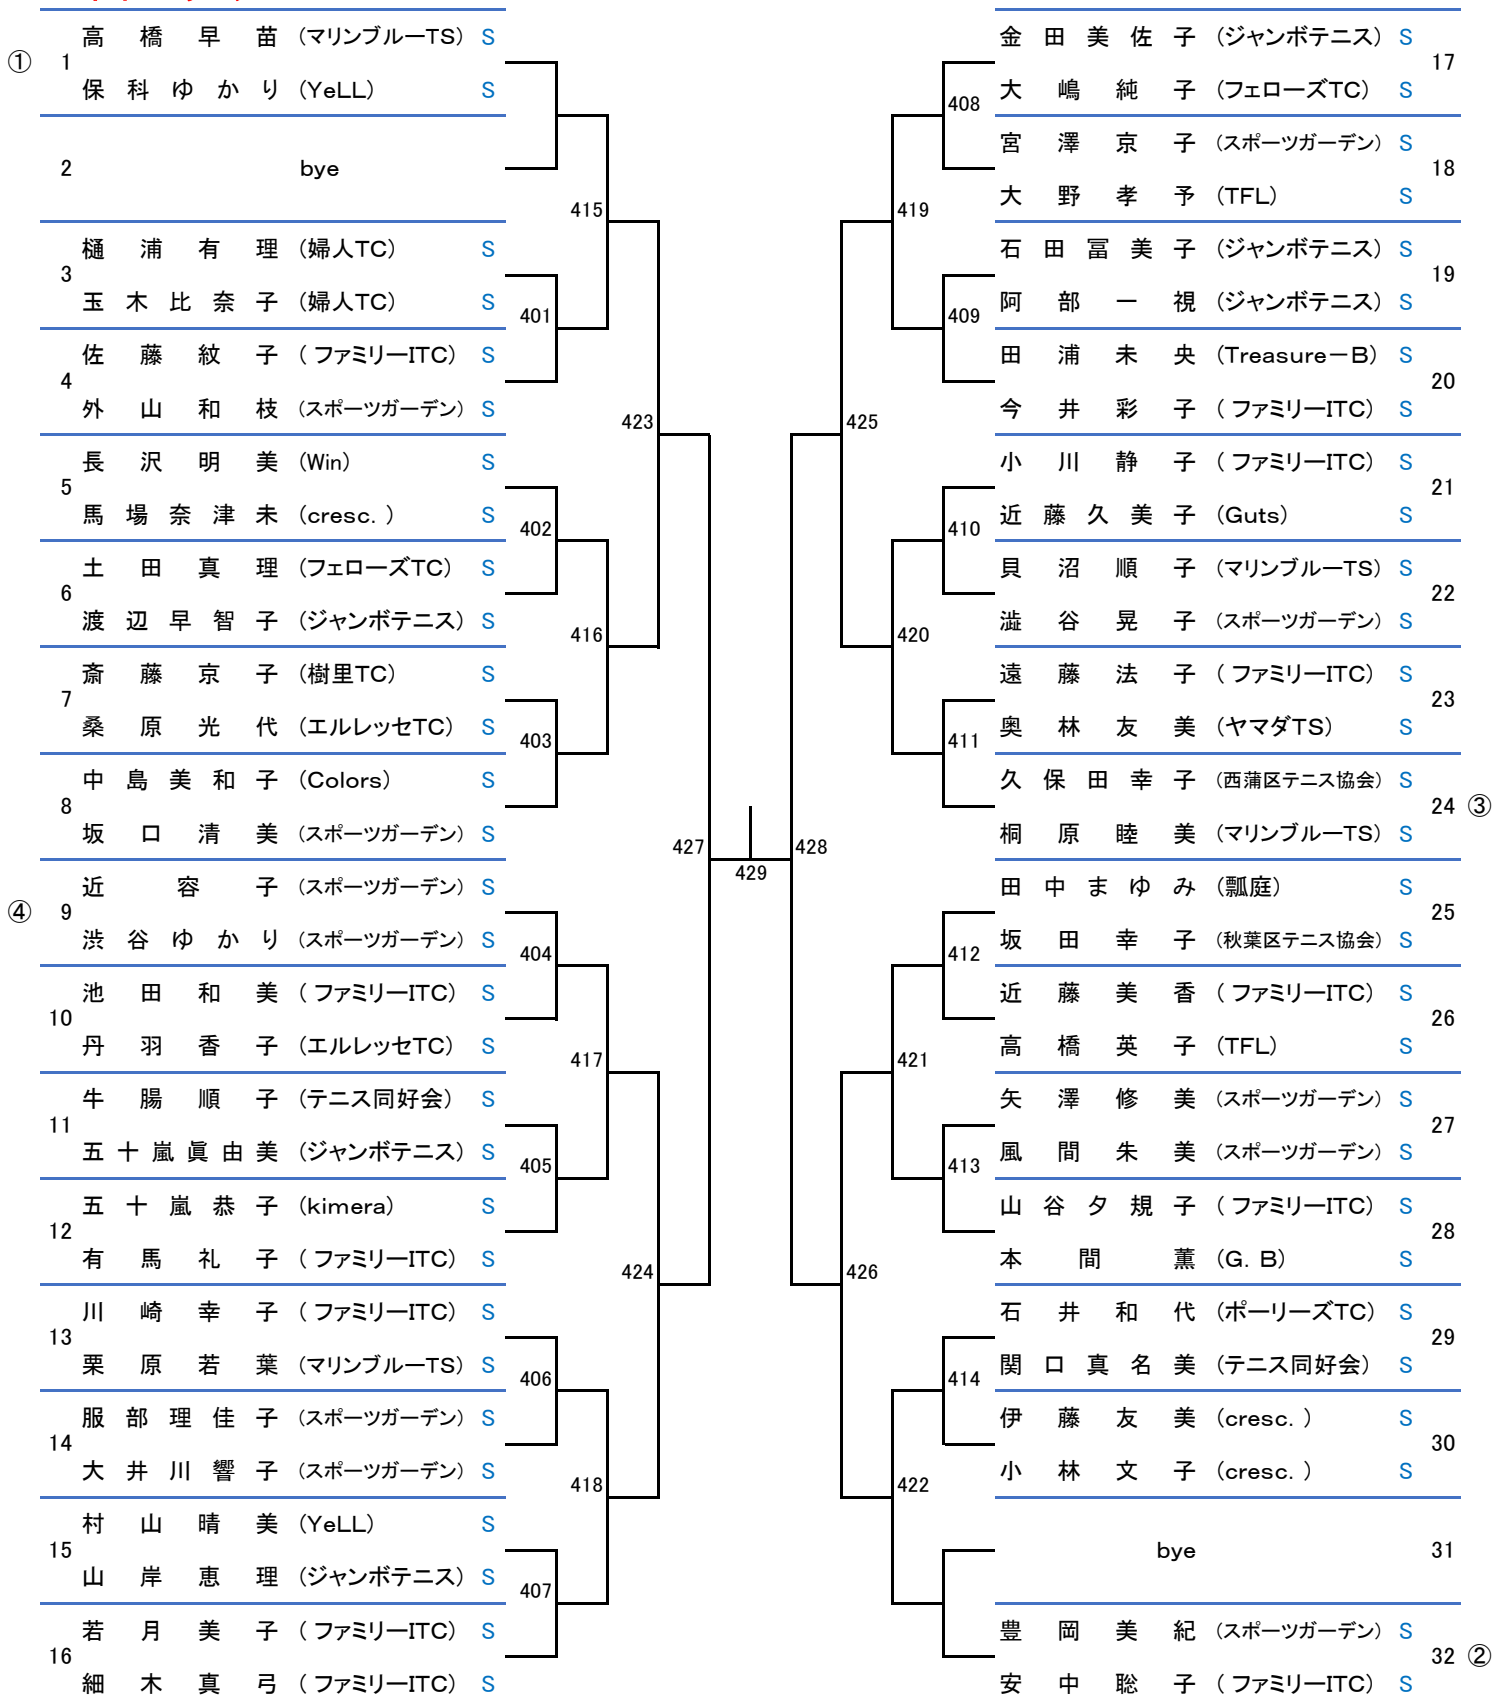 ① 1 高橋早苗 (マリンブルーTS) S
保科ゆかり (YeLL) S
2 bye
415
3 樋浦有理 (婦人TC) S
玉木比奈子 (婦人TC) S
401
4 佐藤紋子 (ファミリーITC) S
外山和枝 (スポーツガーデン) S
423
5 長沢明美 (Win) S
馬場奈津未 (cresc.) S
402
6 土田真理 (フェローズTC) S
渡辺早智子 (ジャンボテニス) S
416
7 斎藤京子 (樹里TC) S
桑原光代 (エルレッセTC) S
403
8 中島美和子 (Colors) S
坂口清美 (スポーツガーデン) S
427
④ 9 近容子 (スポーツガーデン) S
渋谷ゆかり (スポーツガーデン) S
404
10 池田和美 (ファミリーITC) S
丹羽香子 (エルレッセTC) S
417
11 牛腸順子 (テニス同好会) S
五十嵐眞由美 (ジャンボテニス) S
405
12 五十嵐恭子 (kimera) S
有馬礼子 (ファミリーITC) S
424
13 川崎幸子 (ファミリーITC) S
栗原若葉 (マリンブルーTS) S
406
14 服部理佳子 (スポーツガーデン) S
大井川響子 (スポーツガーデン) S
418
15 村山晴美 (YeLL) S
山岸恵理 (ジャンボテニス) S
407
16 若月美子 (ファミリーITC) S
細木真弓 (ファミリーITC) S
429
金田美佐子 (ジャンボテニス) S 17
大嶋純子 (フェローズTC) S
408
宮澤京子 (スポーツガーデン) S 18
大野孝予 (TFL) S
419
石田冨美子 (ジャンボテニス) S 19
阿部一視 (ジャンボテニス) S
409
田浦未央 (Treasure－B) S 20
今井彩子 (ファミリーITC) S
425
小川静子 (ファミリーITC) S 21
近藤久美子 (Guts) S
410
貝沼順子 (マリンブルーTS) S 22
澁谷晃子 (スポーツガーデン) S
420
遠藤法子 (ファミリーITC) S 23
奥林友美 (ヤマダTS) S
411
久保田幸子 (西蒲区テニス協会) S 24 ③
桐原睦美 (マリンブルーTS) S
428
田中まゆみ (瓢庭) S 25
坂田幸子 (秋葉区テニス協会) S
412
近藤美香 (ファミリーITC) S 26
高橋英子 (TFL) S
421
矢澤修美 (スポーツガーデン) S 27
風間朱美 (スポーツガーデン) S
413
山谷夕規子 (ファミリーITC) S 28
本間薫 (G.B) S
426
石井和代 (ポーリーズTC) S 29
関口真名美 (テニス同好会) S
414
伊藤友美 (cresc.) S 30
小林文子 (cresc.) S
422
bye 31
豊岡美紀 (スポーツガーデン) S 32 ②
安中聡子 (ファミリーITC) S